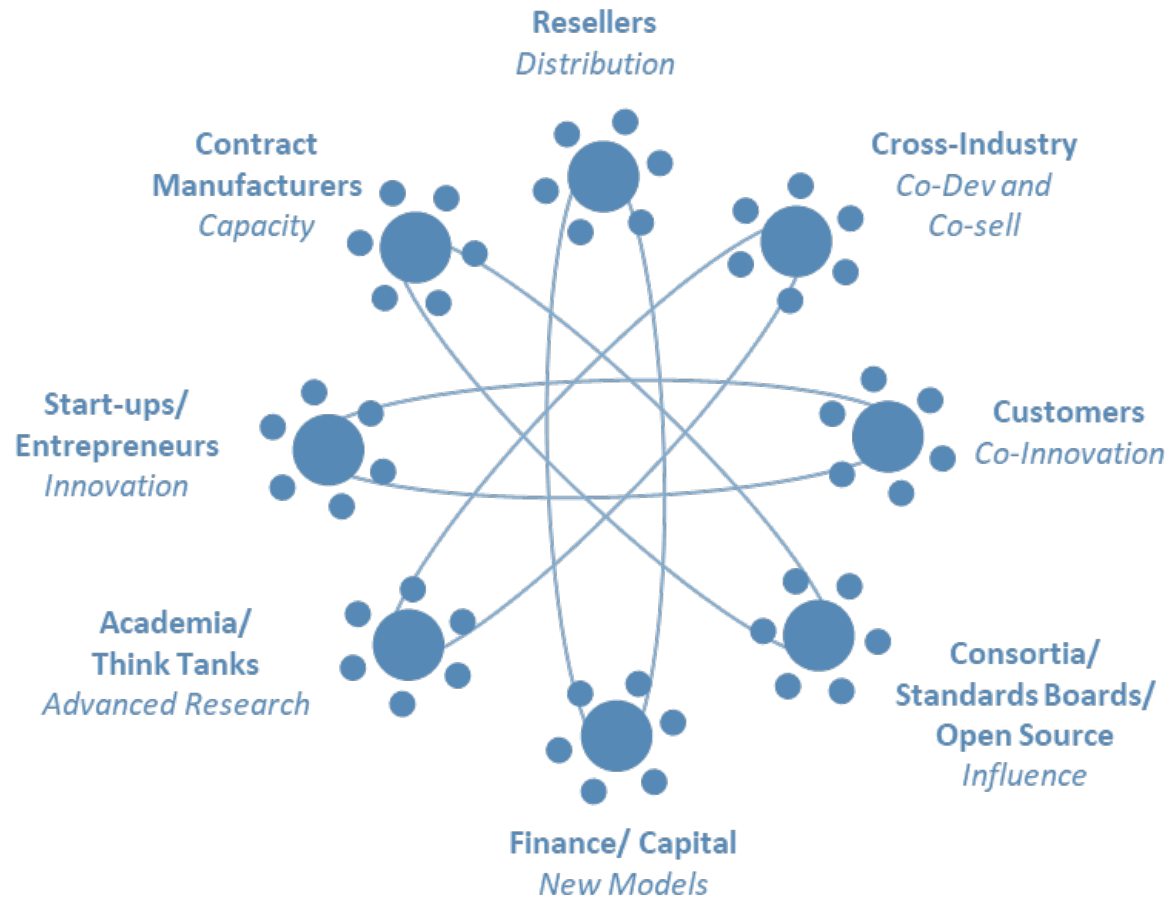 Resellers
Distribution
Contract
Manufacturers
Capacity
Cross-Industry
Co-Dev and
Co-sell
Start-ups/
Entrepreneurs
Innovation
Customers
Co-Innovation
Academia/
Think Tanks
Advanced Research
Consortia/
Standards Boards/
Open Source
Influence
Finance/ Capital
New Models